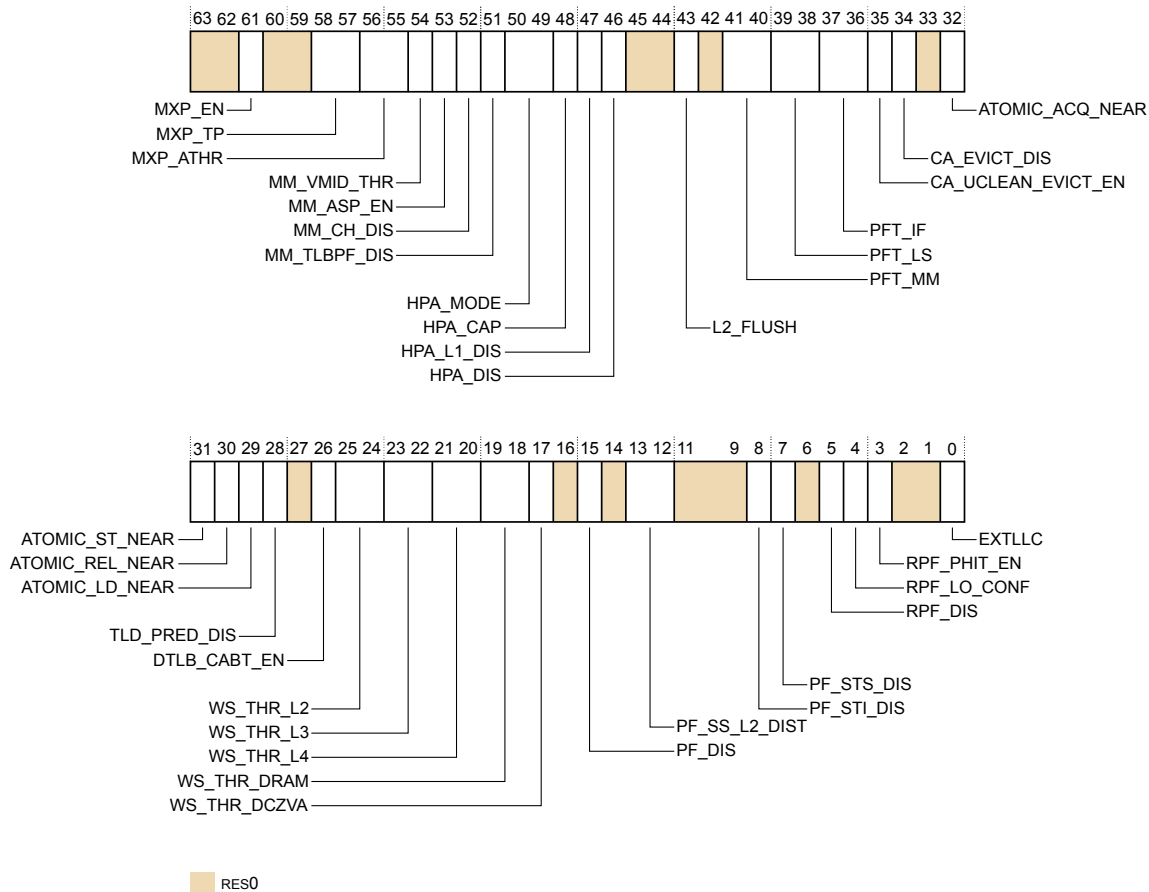 63 62 61 60 59 58 57 56 55 54 53 52 51 50 49 48 47 46 45 44 43 42 41 40 39 38 37 36 35 34 33 32
MXP_EN
ATOMIC_ACQ_NEAR
MXP_TP
MXP_ATHR
CA_EVICT_DIS
MM_VMID_THR
CA_UCLEAN_EVICT_EN
MM_ASP_EN
MM_CH_DIS
PFT_IF
MM_TLBPF_DIS
PFT_LS
PFT_MM
HPA_MODE
HPA_CAP
L2_FLUSH
HPA_L1_DIS
HPA_DIS
31 30 29 28 27 26 25 24 23 22 21 20 19 18 17 16 15 14 13 12 11 9 8 7 6 5 4 3 2 1 0
ATOMIC_ST_NEAR
EXTLLC
ATOMIC_REL_NEAR
RPF_PHIT_EN
ATOMIC_LD_NEAR
RPF_LO_CONF
RPF_DIS
TLD_PRED_DIS
DTLB_CABT_EN
PF_STS_DIS
WS_THR_L2
PF_STI_DIS
WS_THR_L3
PF_SS_L2_DIST
WS_THR_L4
PF_DIS
WS_THR_DRAM
WS_THR_DCZVA
RES0